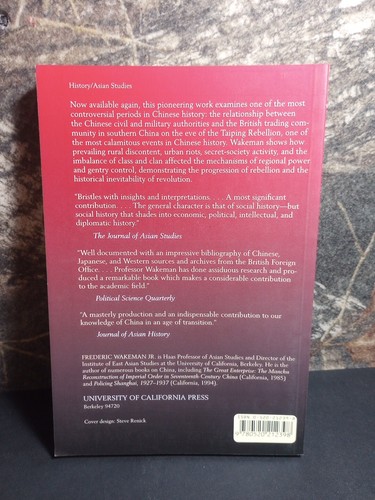 History/Asian Studies
Now available again, this pioneering work examines one of the most
controversial periods in Chinese history: the relationship between
the Chinese civil and military authorities and the British trading com-
munity in southern China on the eve of the Taiping Rebellion, one of
the most calamitous events in Chinese history. Wakeman shows how
prevailing rural discontent, urban riots, secret-society activity, and the
imbalance of class and clan affected the mechanisms of regional power
and gentry control, demonstrating the progression of rebellion and the
historical inevitability of revolution.
"Bristles with insights and interpretations. . . . A most significant
contribution. . . . The general character is that of social history—but
social history that shades into economic, political, intellectual, and
diplomatic history."
The Journal of Asian Studies
"Well documented with an impressive bibliography of Chinese,
Japanese, and Western sources and archives from the British Foreign
Office. . . . Professor Wakeman has done assiduous research and pro-
duced a remarkable book which makes a considerable contribution
to the academic field."
Political Science Quarterly
"A masterly production and an indispensable contribution to our
knowledge of China in an age of transition."
Journal of Asian History
FREDERIC WAKEMAN JR. is Haas Professor of Asian Studies and Director of the
Institute of East Asian Studies at the University of California, Berkeley. He is the
author of numerous books on China, including The Great Enterprise: The Manchu
Reconstruction of Imperial Order in Seventeenth-Century China (California, 1985)
and Policing Shanghai, 1927–1937 (California, 1994).
UNIVERSITY OF CALIFORNIA PRESS
Berkeley 94720
Cover design: Steve Renick
9 780520 212398